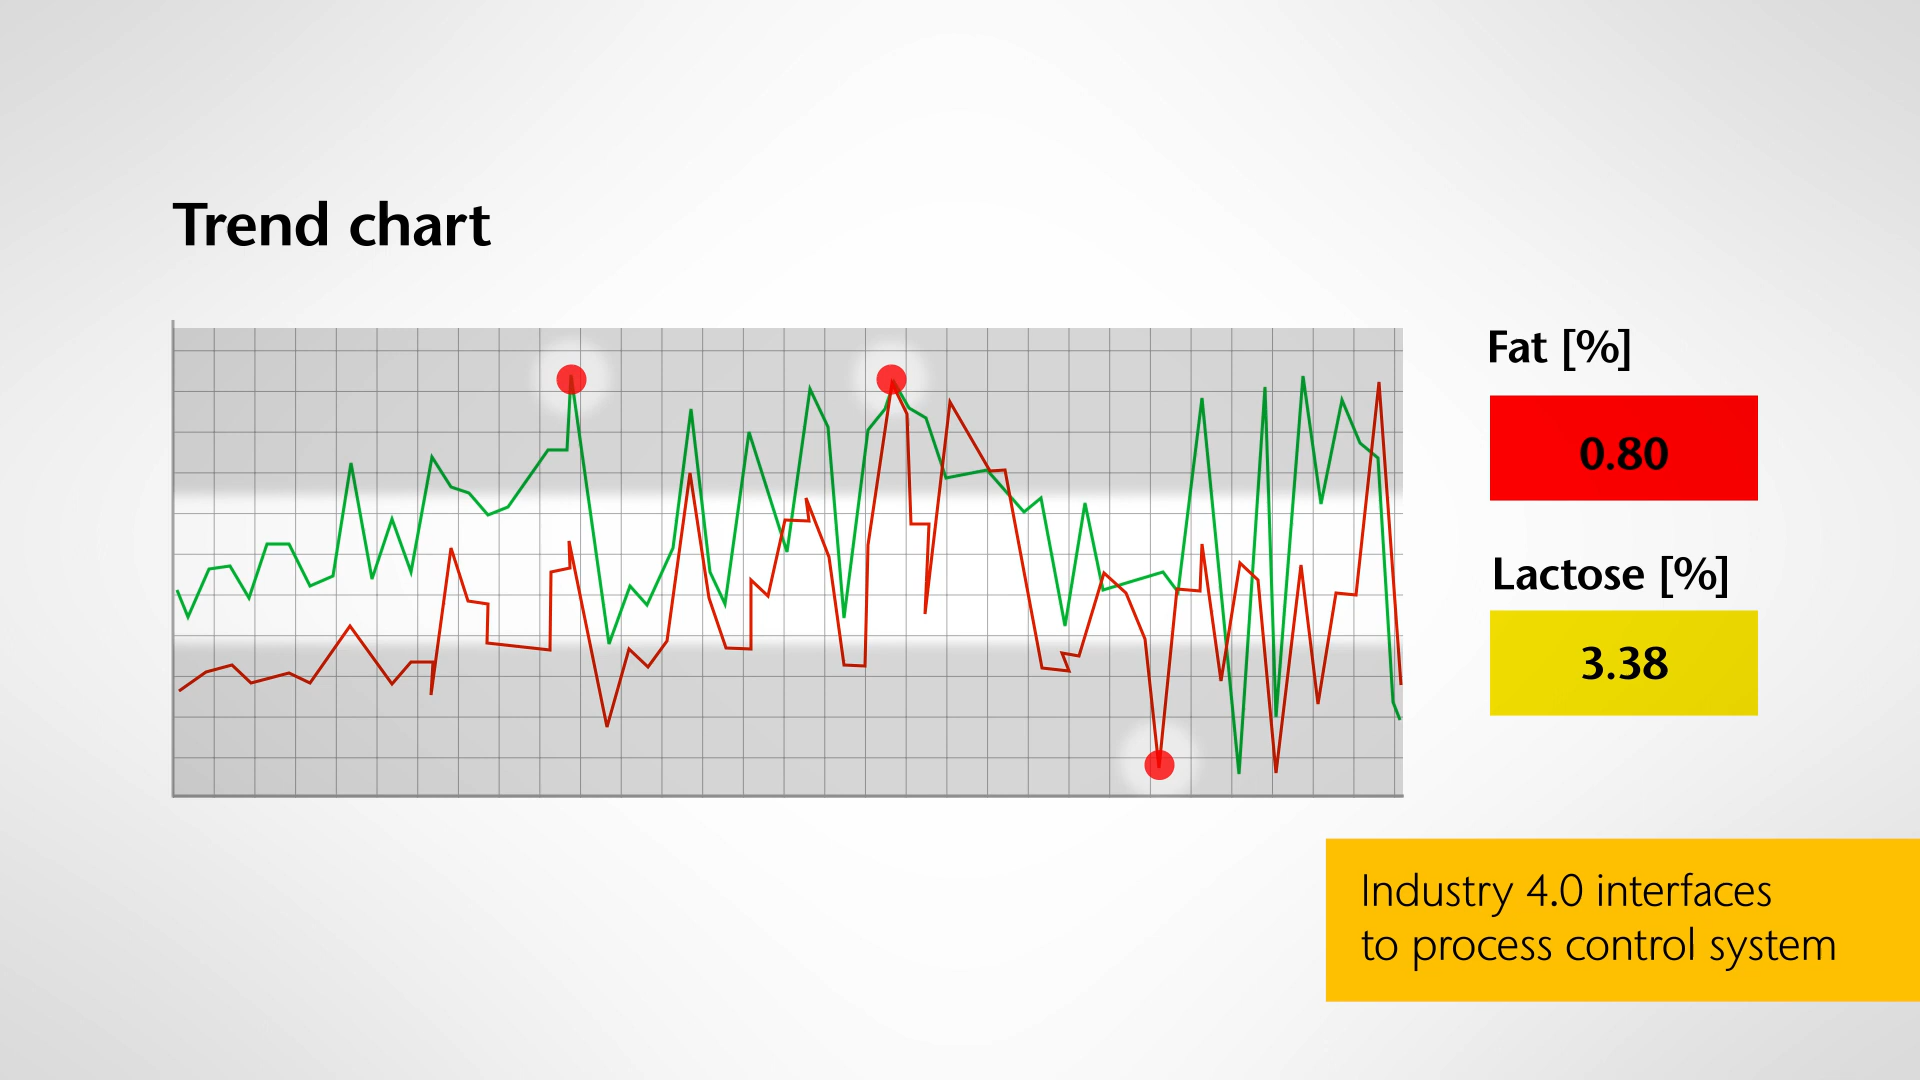 Trend chart
Fat [%]
0.80
Lactose [%]
3.38
Industry 4.0 interfaces
to process control system